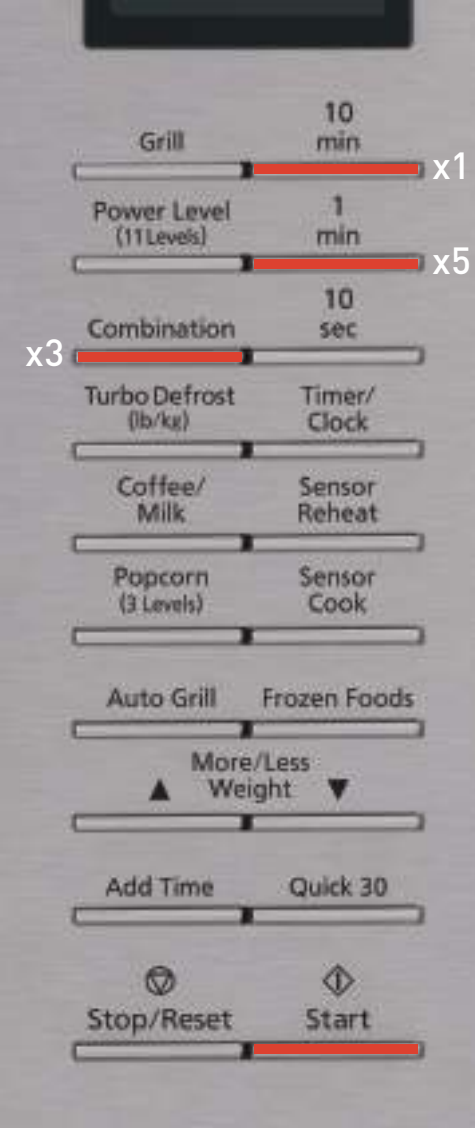 10
Grill min
x1
Power Level 1
(11 Levels) min
x5
10
Combination sec
x3
Turbo Defrost Timer/
(lb/kg) Clock
Coffee/ Sensor
Milk Reheat
Popcorn Sensor
(3 Levels) Cook
Auto Grill Frozen Foods
More/Less
▲ Weight ▼
Add Time Quick 30
Stop/Reset Start